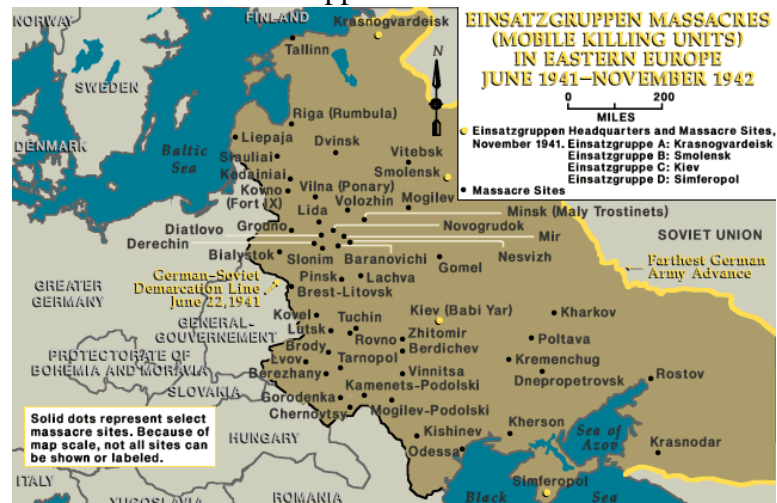 NORWAY
FINLAND
Krasnogvardeisk
EINSATZGRUPPEN MASSACRES
(MOBILE KILLING UNITS)
IN EASTERN EUROPE
JUNE 1941–NOVEMBER 1942
0 200
MILES
Einsatzgruppen Headquarters and Massacre Sites,
November 1941. Einsatzgruppe A: Krasnogvardeisk
Einsatzgruppe B: Smolensk
Einsatzgruppe C: Kiev
Einsatzgruppe D: Simferopol
Massacre Sites
N
Tallinn
SWEDEN
DENMARK
Baltic
Sea
Riga (Rumbula)
Liepaja
Dvinsk
Siauliai
Vitebsk
Kedainiai
Smolensk
Kovno
(Fort IX)
Vilna (Ponary)
Volozhin
Mogilev
Lida
Minsk (Maly Trostinets)
Diatlovo
Grodno
Novogrudok
Mir
Derechin
Bialystok
Slonim
Baranovichi
Nesvizh
SOVIET UNION
Gomel
Farthest German
Army Advance
German–Soviet
Demarcation Line
June 22, 1941
Pinsk
Lachva
Brest-Litovsk
GREATER
GERMANY
GENERAL-
GOUVERNEMENT
Kovel
Tuchin
Kiev (Babi Yar)
Kharkov
Lutsk
Rovno
Zhitomir
Poltava
PROTECTORATE OF
BOHEMIA AND MORAVIA
Brody
Berdichev
Lvov
Tarnopol
Kremenchug
Berezhany
Vinnitsa
Dnepropetrovsk
Rostov
SLOVAKIA
Kamenets-Podolski
Gorodenka
Chernovtsy
Mogilev-Podolski
Solid dots represent select
massacre sites. Because of
map scale, not all sites can
be shown or labeled.
HUNGARY
Kishinev
Kherson
Sea of
Azov
Odessa
Krasnodar
ITALY
Simferopol
YUGOSLAVIA
ROMANIA
Black
Sea